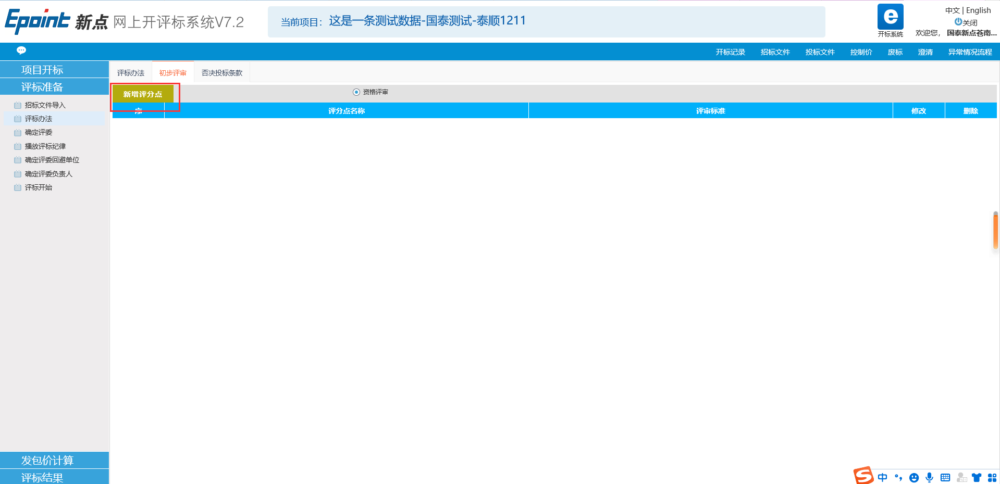 Epoint 新点 网上开评标系统V7.2
当前项目: 这是一条测试数据-国泰测试-泰顺1211
e
开标系统
中文 | English
关闭
欢迎您， 国泰新点苍南...
开标记录 招标文件 投标文件 控制价 废标 澄清 异常情况流程
项目开标
评标准备
招标文件导入
评标办法
确定评委
播放评标纪律
确定评委回避单位
确定评委负责人
评标开始
发包价计算
评标结果
评标办法 初步评审 否决投标条款
新增评分点 资格评审
序 评分点名称 评审标准 修改 删除
S 中